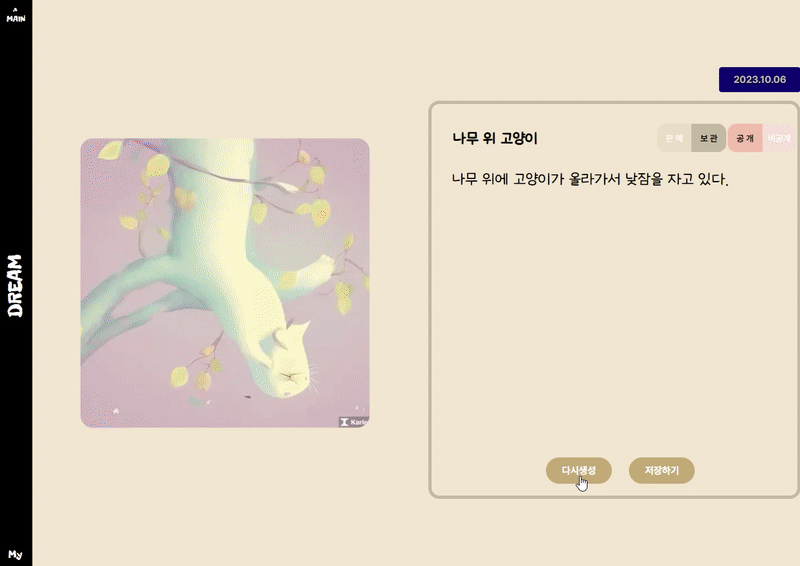 MAIN
DREAM
My
2023.10.06
나무 위 고양이
판 매
보 관
공 개
비공개
나무 위에 고양이가 올라가서 낮잠을 자고 있다.
다시생성
저장하기